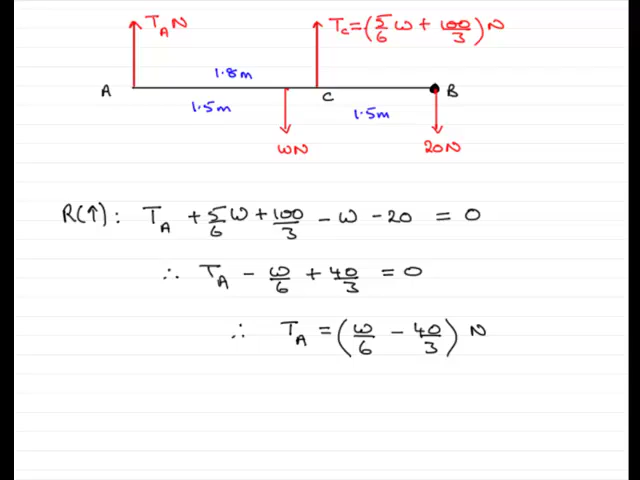 T_A N T_C = (5/6 W + 100/3) N
1.8m
A C B
1.5m 1.5m
WN 20N
R(↑): T_A + 5/6 W + 100/3 - W - 20 = 0
∴ T_A - W/6 + 40/3 = 0
∴ T_A = (W/6 - 40/3) N